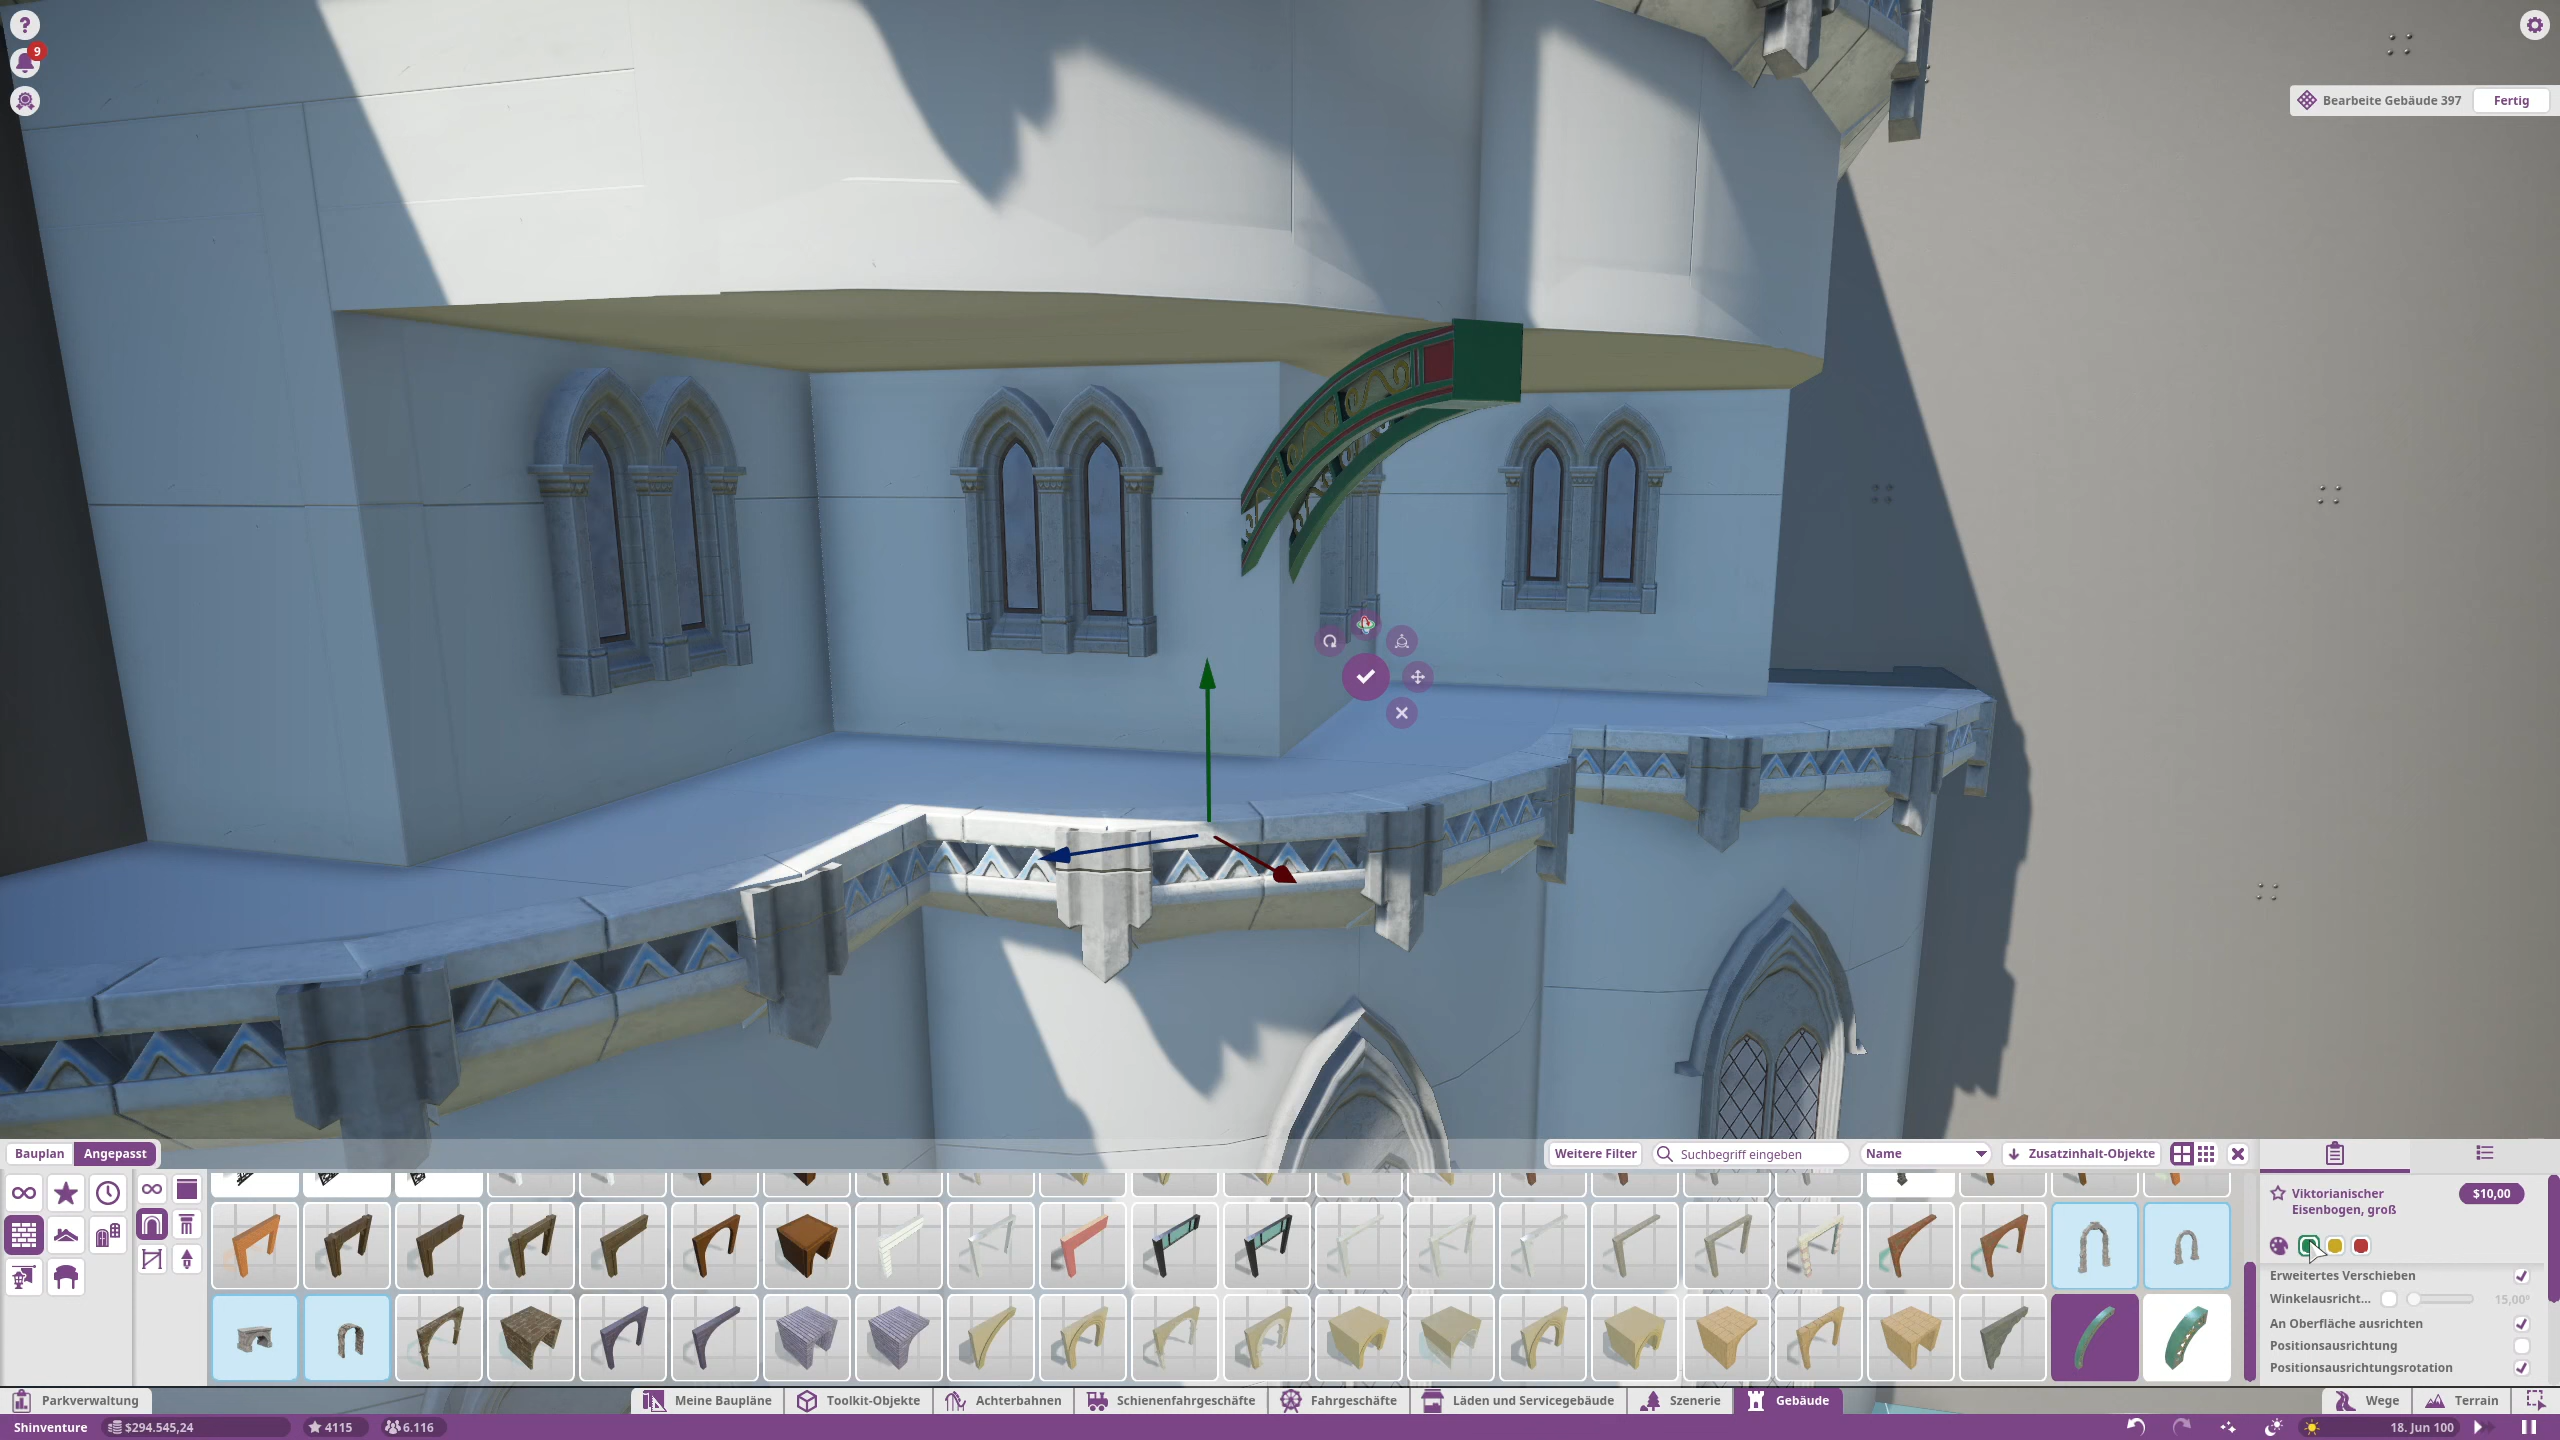 ?
9
Bearbeite Gebäude 397
Fertig
Bauplan
Angepasst
Weitere Filter
Suchbegriff eingeben
Name
Zusatzinhalt-Objekte
Viktorianischer
Eisenbogen, groß
$10,00
Erweitertes Verschieben
Winkelausricht...
15,00°
An Oberfläche ausrichten
Positionsausrichtung
Positionsausrichtungsrotation
Parkverwaltung
Meine Baupläne
Toolkit-Objekte
Achterbahnen
Schienenfahrgeschäfte
Fahrgeschäfte
Läden und Servicegebäude
Szenerie
Gebäude
Wege
Terrain
Shinventure
$294.545,24
4115
6.116
18. Jun 100